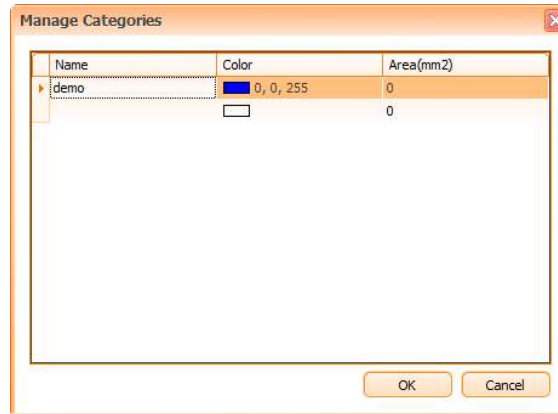 Manage Categories
Name Color Area(mm2)
demo 0, 0, 255 0
0
OK Cancel